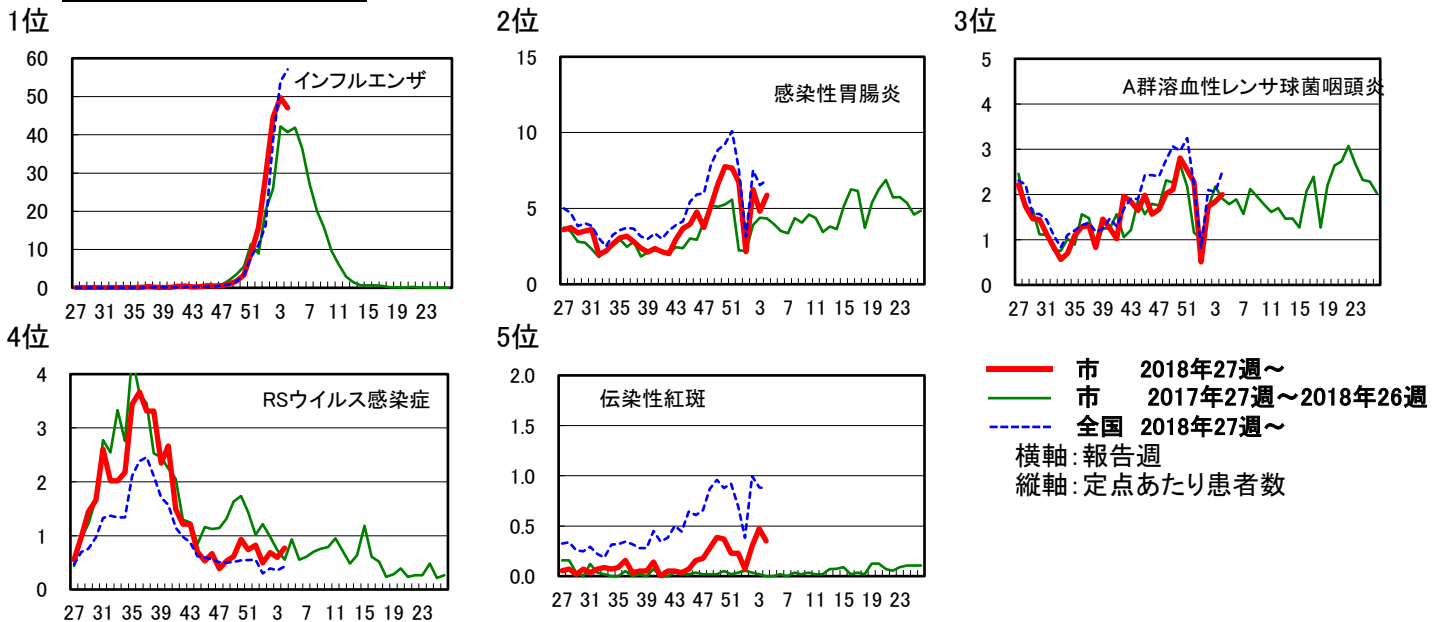 1位
60
50
40
30
20
10
0
インフルエンザ
27 31 35 39 43 47 51 3 7 11 15 19 23
2位
15
10
5
0
感染性胃腸炎
27 31 35 39 43 47 51 3 7 11 15 19 23
3位
5
4
3
2
1
0
A群溶血性レンサ球菌咽頭炎
27 31 35 39 43 47 51 3 7 11 15 19 23
4位
4
3
2
1
0
RSウイルス感染症
27 31 35 39 43 47 51 3 7 11 15 19 23
5位
2.0
1.5
1.0
0.5
0.0
伝染性紅斑
27 31 35 39 43 47 51 3 7 11 15 19 23
市 2018年27週～
市 2017年27週～2018年26週
全国 2018年27週～
横軸：報告週
縦軸：定点あたり患者数